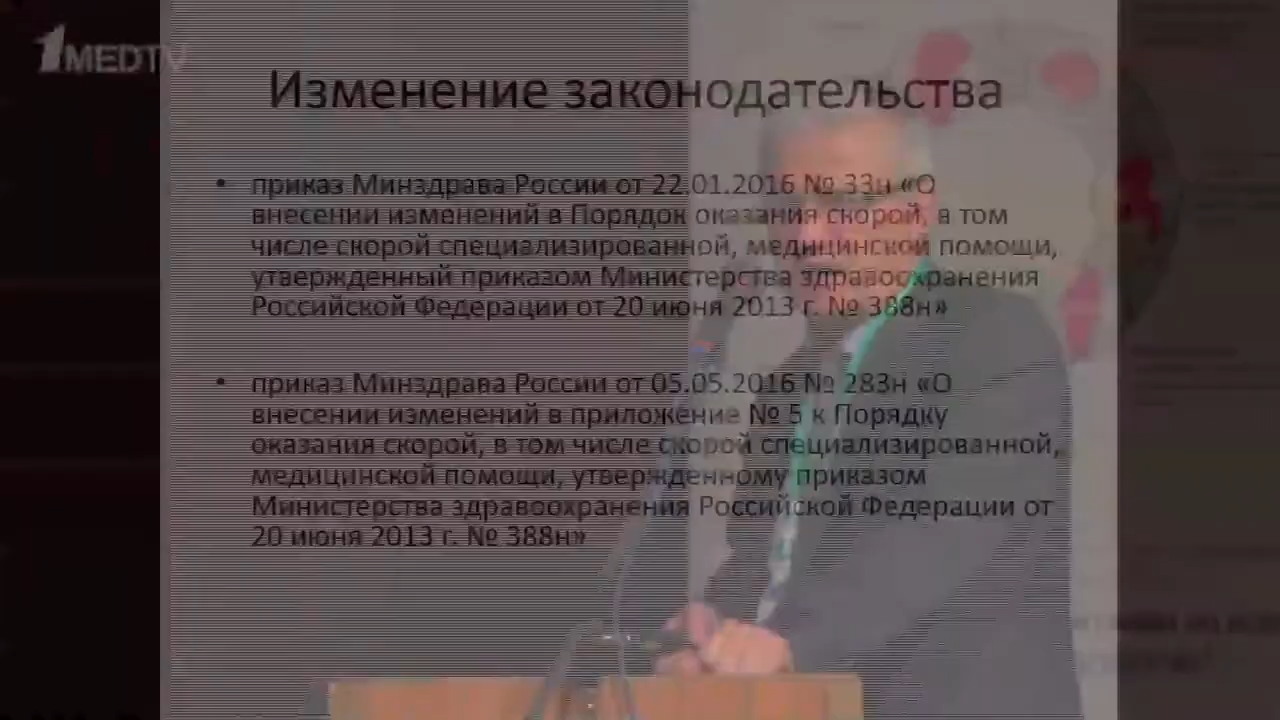 1MEDTV
Изменение законодательства
• приказ Минздрава России от 22.01.2016 № 33н «О
внесении изменений в Порядок оказания скорой, в том
числе скорой специализированной, медицинской помощи,
утвержденный приказом Министерства здравоохранения
Российской Федерации от 20 июня 2013 г. № 388н»
• приказ Минздрава России от 05.05.2016 № 283н «О
внесении изменений в приложение № 5 к Порядку
оказания скорой, в том числе скорой специализированной,
медицинской помощи, утвержденному приказом
Министерства здравоохранения Российской Федерации от
20 июня 2013 г. № 388н»